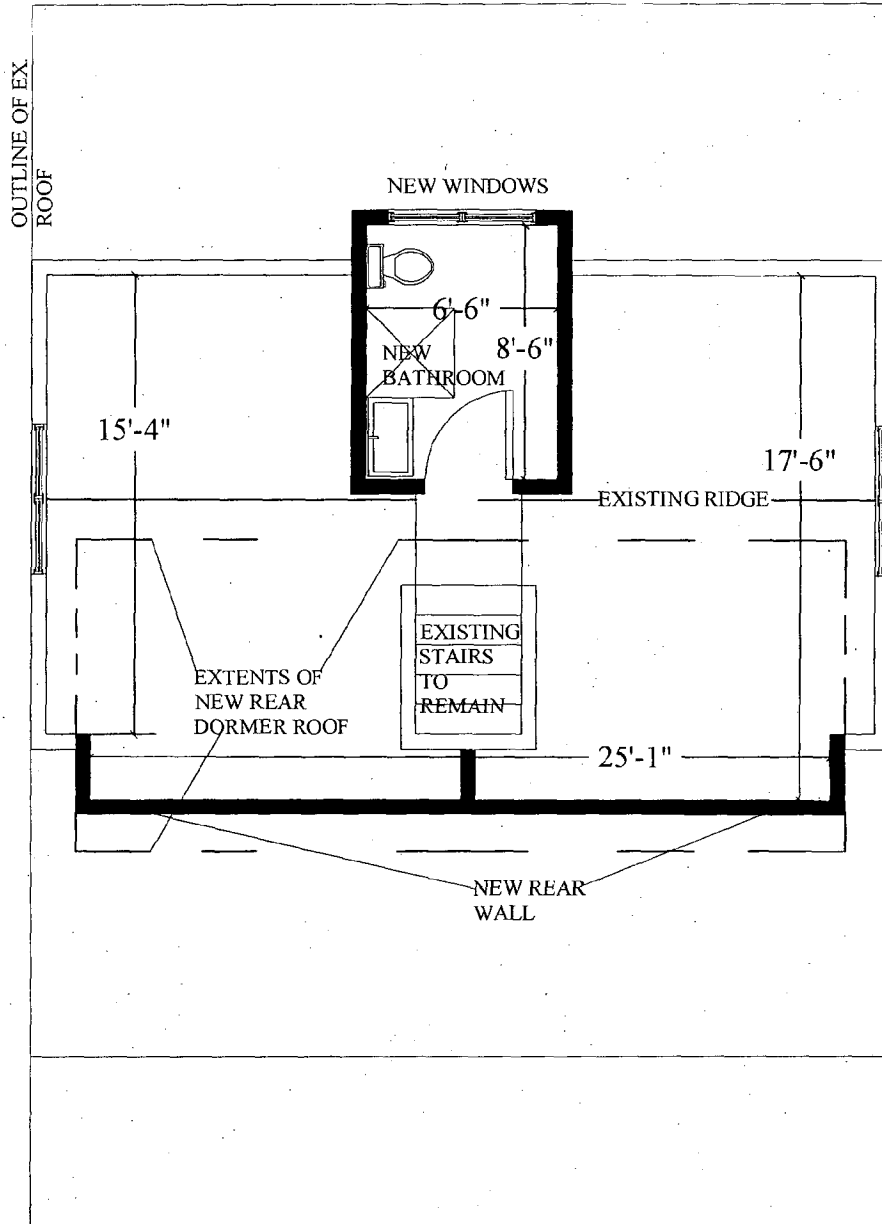 OUTLINE OF EX.
ROOF
NEW WINDOWS
6'-6"
8'-6"
NEW
BATHROOM
15'-4"
17'-6"
EXISTING RIDGE
EXISTING
STAIRS
TO
REMAIN
EXTENTS OF
NEW REAR
DORMER ROOF
25'-1"
NEW REAR
WALL